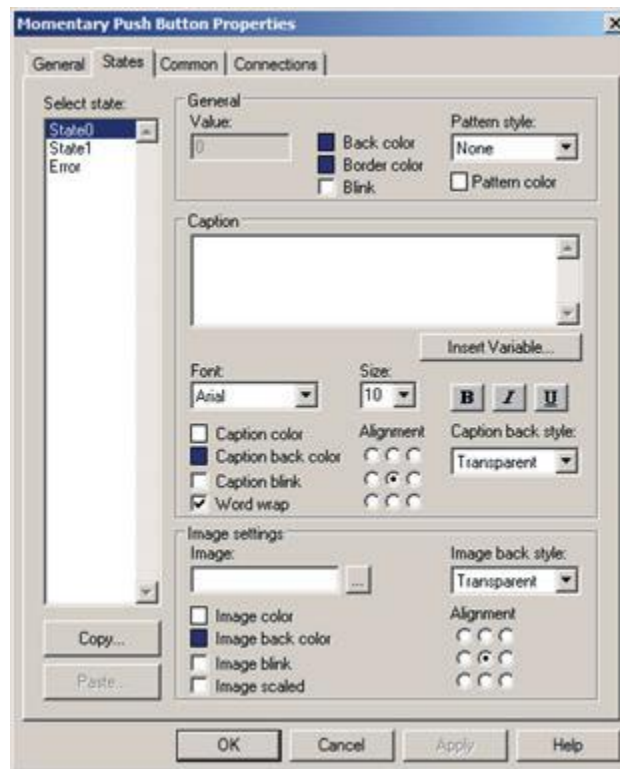 Momentary Push Button Properties
General States Common Connections
Select state:
State0
State1
Error
Copy...
Paste...
General
Value:
0
Back color
Border color
Blink
Pattern style:
None
Pattern color
Caption
Insert Variable...
Font:
Arial
Size:
10
B I U
Caption color
Caption back color
Caption blink
Word wrap
Alignment
Caption back style:
Transparent
Image settings
Image:
...
Image back style:
Transparent
Image color
Image back color
Image blink
Image scaled
Alignment
OK Cancel Apply Help